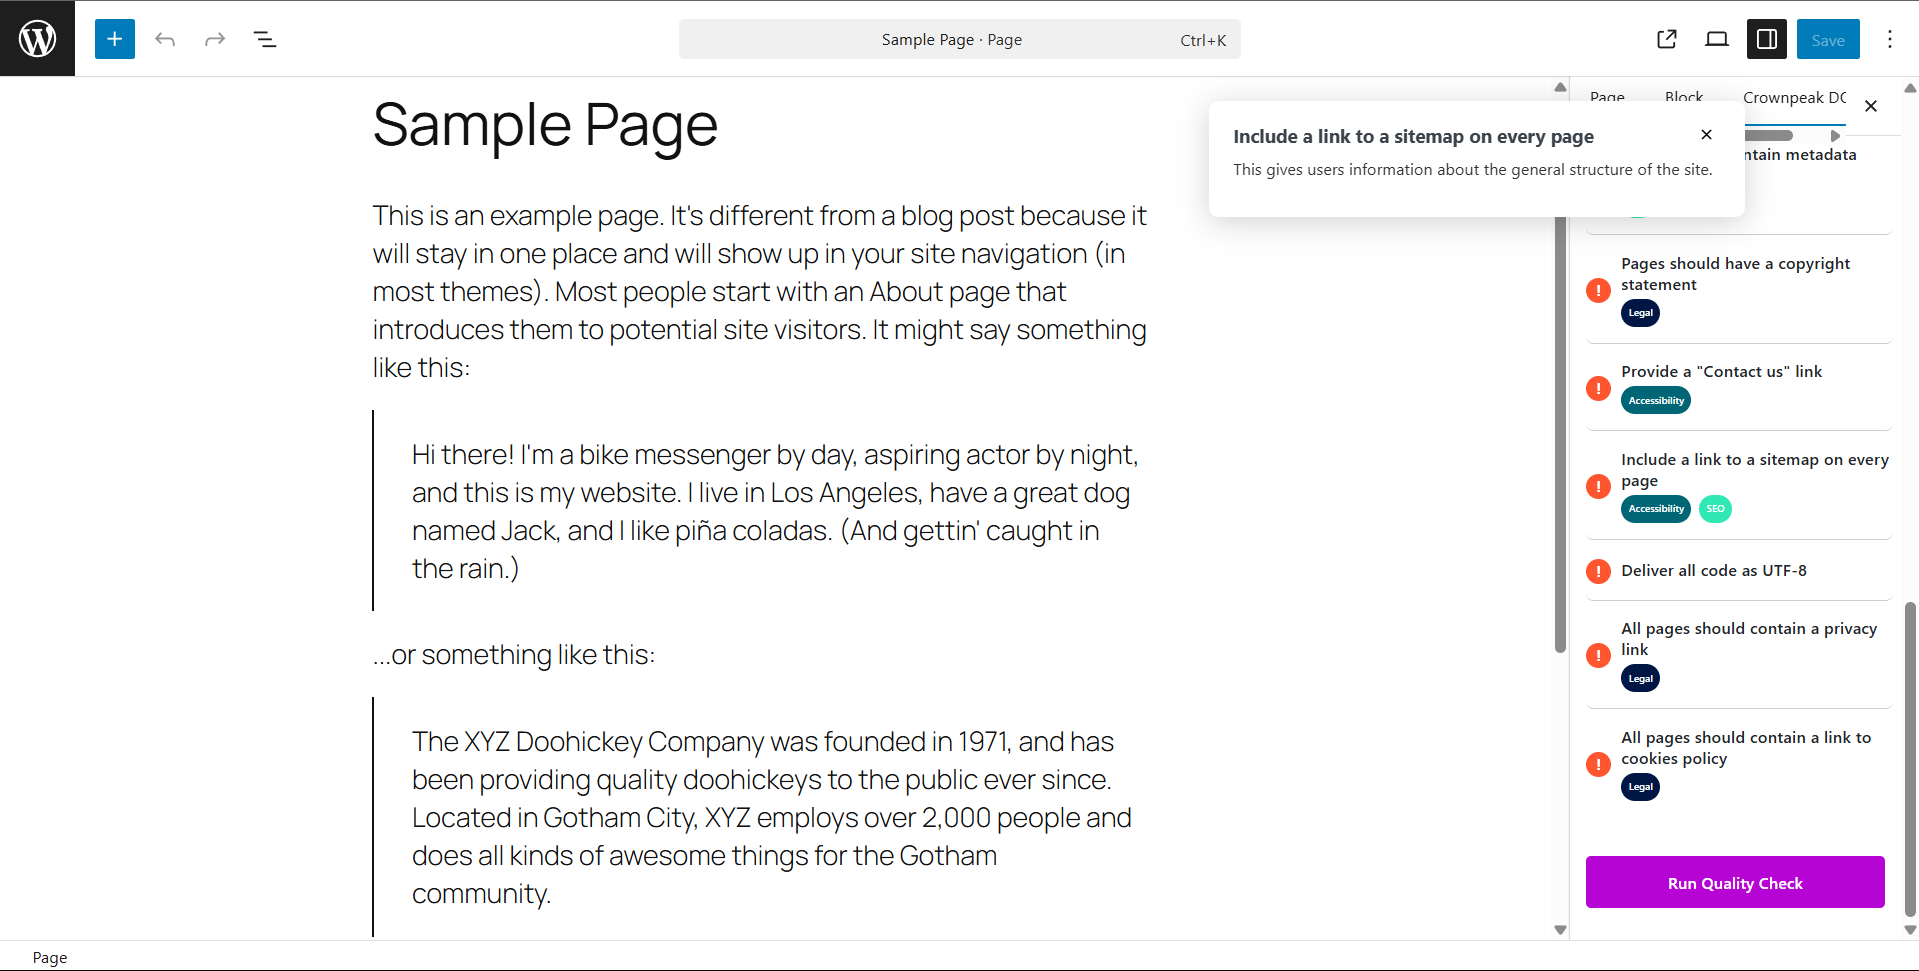 Sample Page · Page
Ctrl+K
Save
Sample Page
This is an example page. It's different from a blog post because it
will stay in one place and will show up in your site navigation (in
most themes). Most people start with an About page that
introduces them to potential site visitors. It might say something
like this:
Hi there! I'm a bike messenger by day, aspiring actor by night,
and this is my website. I live in Los Angeles, have a great dog
named Jack, and I like piña coladas. (And gettin' caught in
the rain.)
...or something like this:
The XYZ Doohickey Company was founded in 1971, and has
been providing quality doohickeys to the public ever since.
Located in Gotham City, XYZ employs over 2,000 people and
does all kinds of awesome things for the Gotham
community.
Include a link to a sitemap on every page
This gives users information about the general structure of the site.
Page
Block
Crownpeak
metadata
Pages should have a copyright
statement
Legal
Provide a "Contact us" link
Accessibility
Include a link to a sitemap on every
page
Accessibility
SEO
Deliver all code as UTF-8
All pages should contain a privacy
link
Legal
All pages should contain a link to
cookies policy
Legal
Run Quality Check
Page